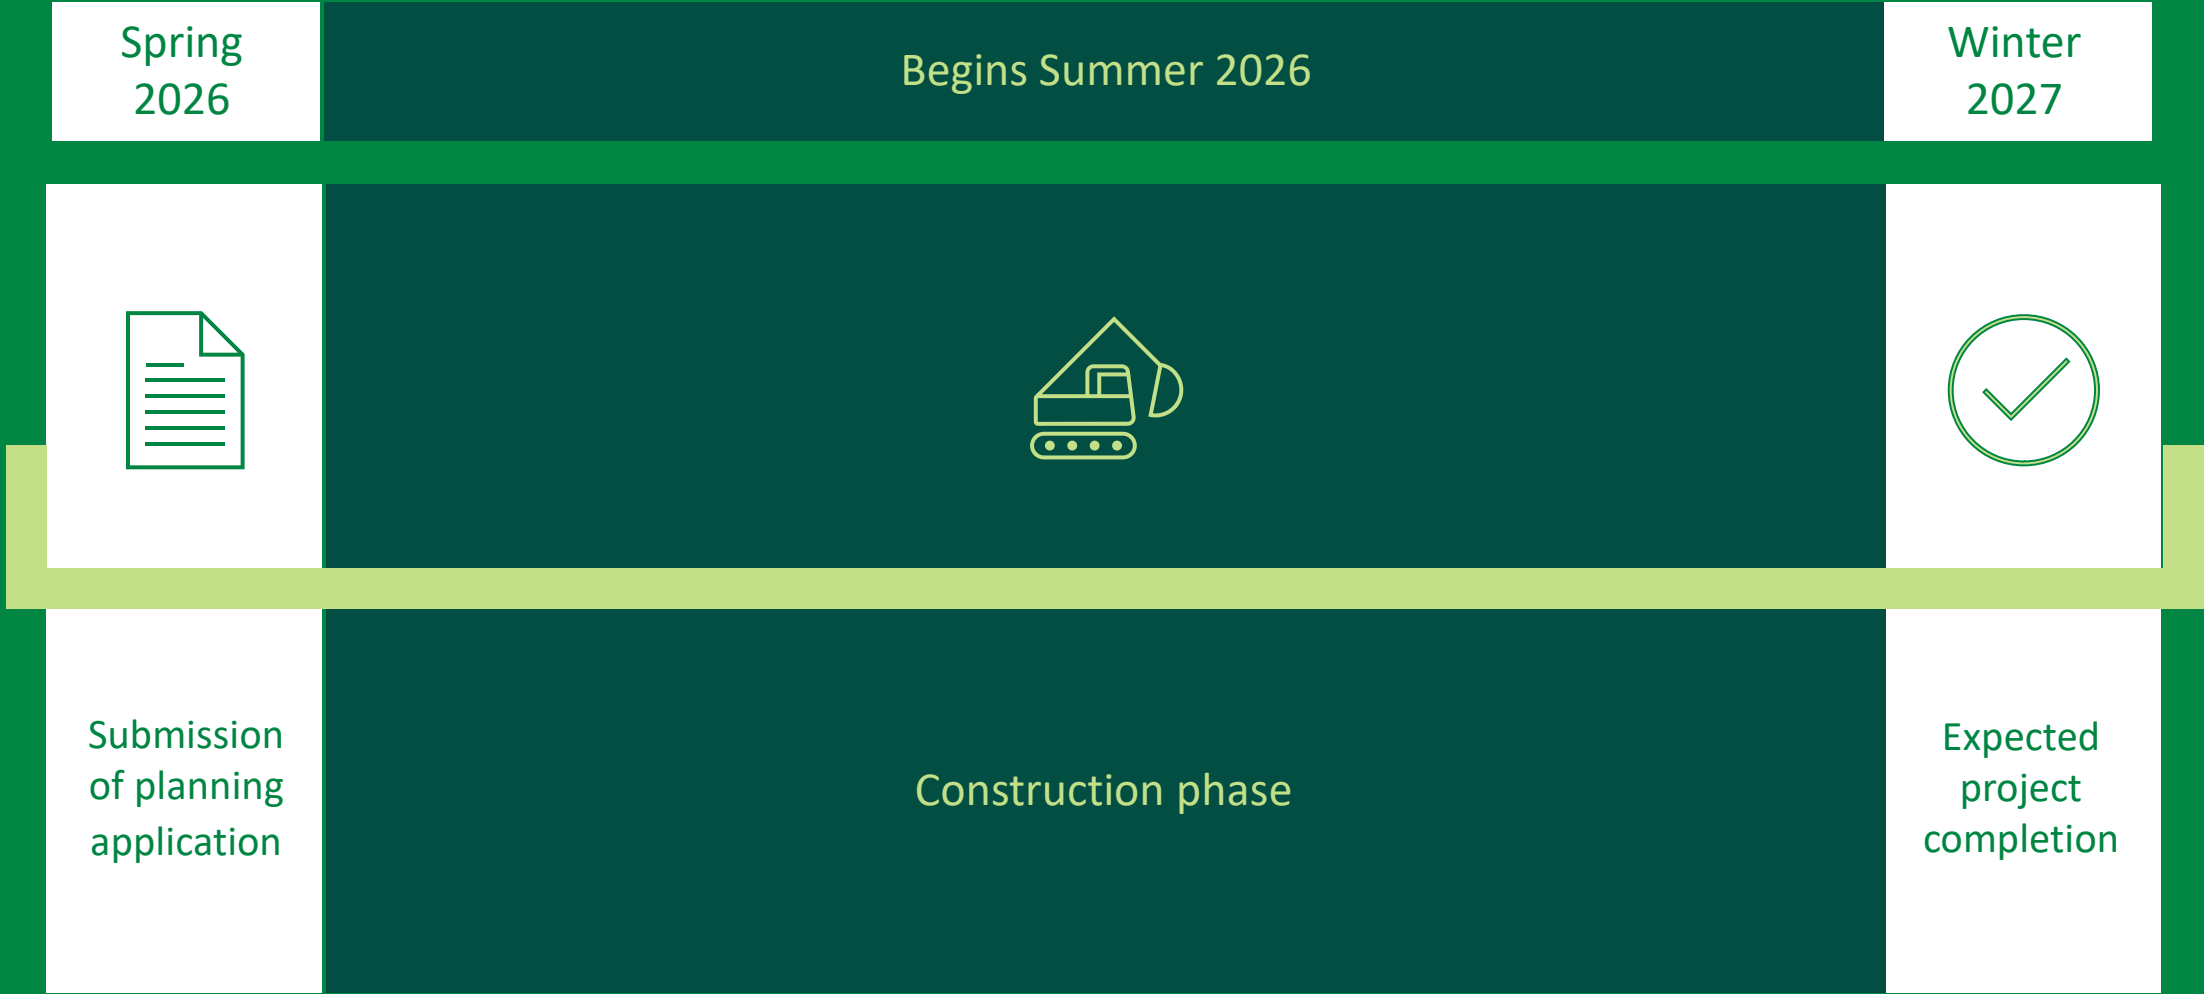 Spring
2026
Begins Summer 2026
Winter
2027
Submission
of planning
application
Construction phase
Expected
project
completion